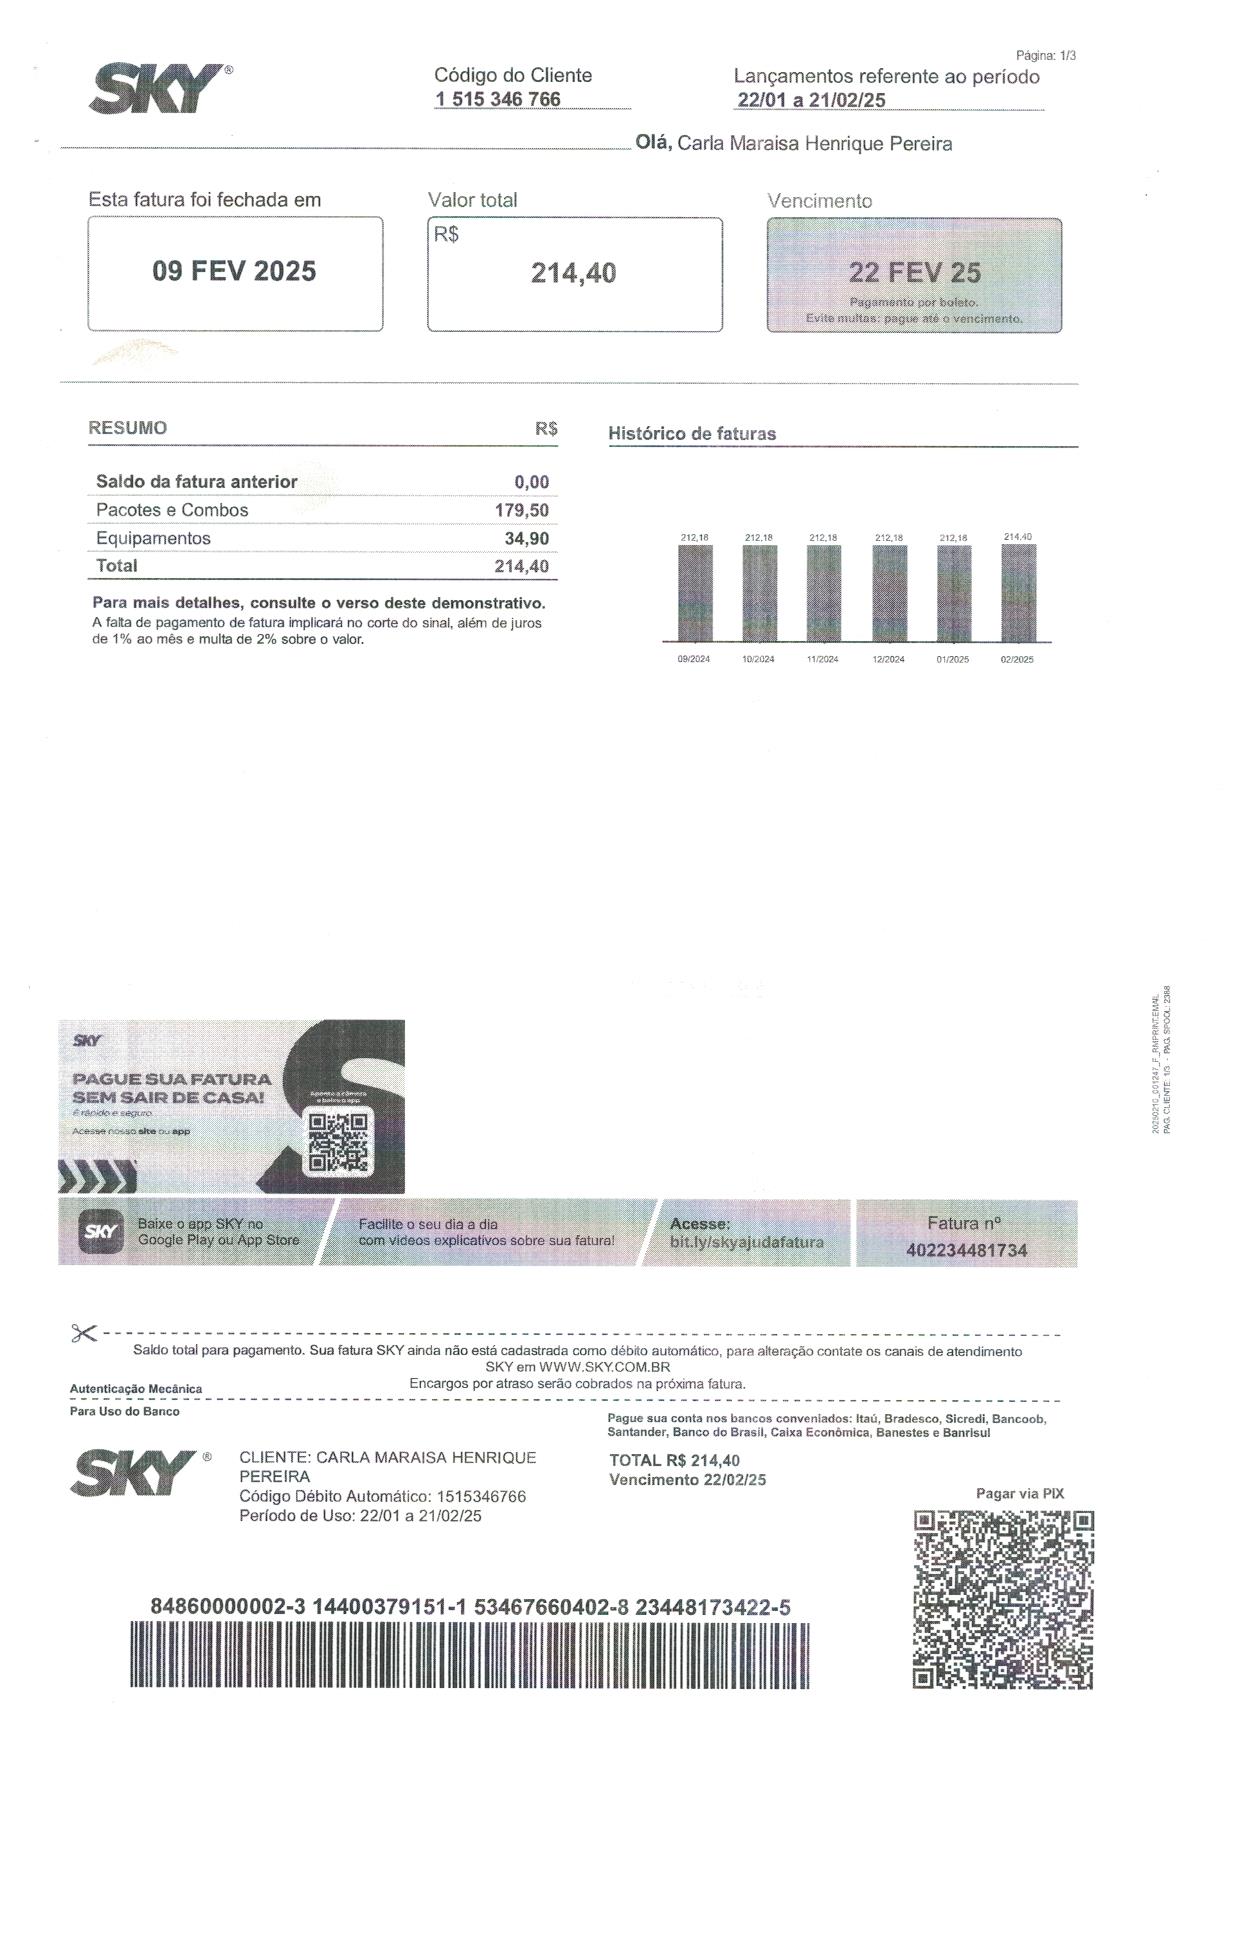 Página: 1/3
SKY®
Código do Cliente
1 515 346 766
Lançamentos referente ao período
22/01 a 21/02/25
Olá, Carla Maraisa Henrique Pereira
Esta fatura foi fechada em
09 FEV 2025
Valor total
R$
214,40
Vencimento
22 FEV 25
Pagamento por boleto.
Evite multas: pague até o vencimento.
RESUMO R$
Saldo da fatura anterior 0,00
Pacotes e Combos 179,50
Equipamentos 34,90
Total 214,40
Para mais detalhes, consulte o verso deste demonstrativo.
A falta de pagamento de fatura implicará no corte do sinal, além de juros
de 1% ao mês e multa de 2% sobre o valor.
Histórico de faturas
212,18 212,18 212,18 212,18 212,18 214,40
09/2024 10/2024 11/2024 12/2024 01/2025 02/2025
20250210_001247_F_RMPRINT.EMAIL
PAG. CLIENTE: 1/3 - PAG. SPOOL: 2388
SKY
PAGUE SUA FATURA
SEM SAIR DE CASA!
É rápido e seguro
Acesse nosso site ou app
Aponte a câmera
e baixe o app
SKY
Baixe o app SKY no
Google Play ou App Store
Facilite o seu dia a dia
com videos explicativos sobre sua fatura!
Acesse:
bit.ly/skyajudafatura
Fatura nº
402234481734
Saldo total para pagamento. Sua fatura SKY ainda não está cadastrada como débito automático, para alteração contate os canais de atendimento
SKY em WWW.SKY.COM.BR
Encargos por atraso serão cobrados na próxima fatura.
Autenticação Mecânica
Para Uso do Banco
SKY®
CLIENTE: CARLA MARAISA HENRIQUE
PEREIRA
Código Débito Automático: 1515346766
Período de Uso: 22/01 a 21/02/25
Pague sua conta nos bancos conveniados: Itaú, Bradesco, Sicredi, Bancoob,
Santander, Banco do Brasil, Caixa Econômica, Banestes e Banrisul
TOTAL R$ 214,40
Vencimento 22/02/25
Pagar via PIX
84860000002-3 14400379151-1 53467660402-8 23448173422-5